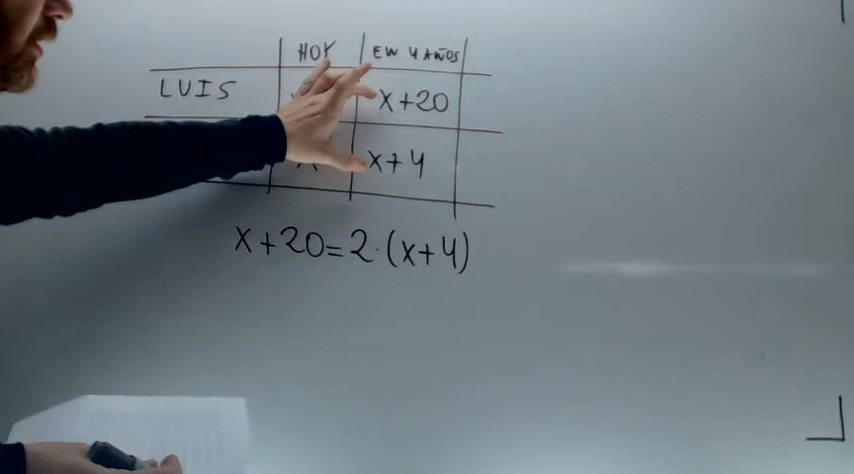 HOY EN 4 AÑOS
LUIS X+20
X X+4
X+20=2·(X+4)